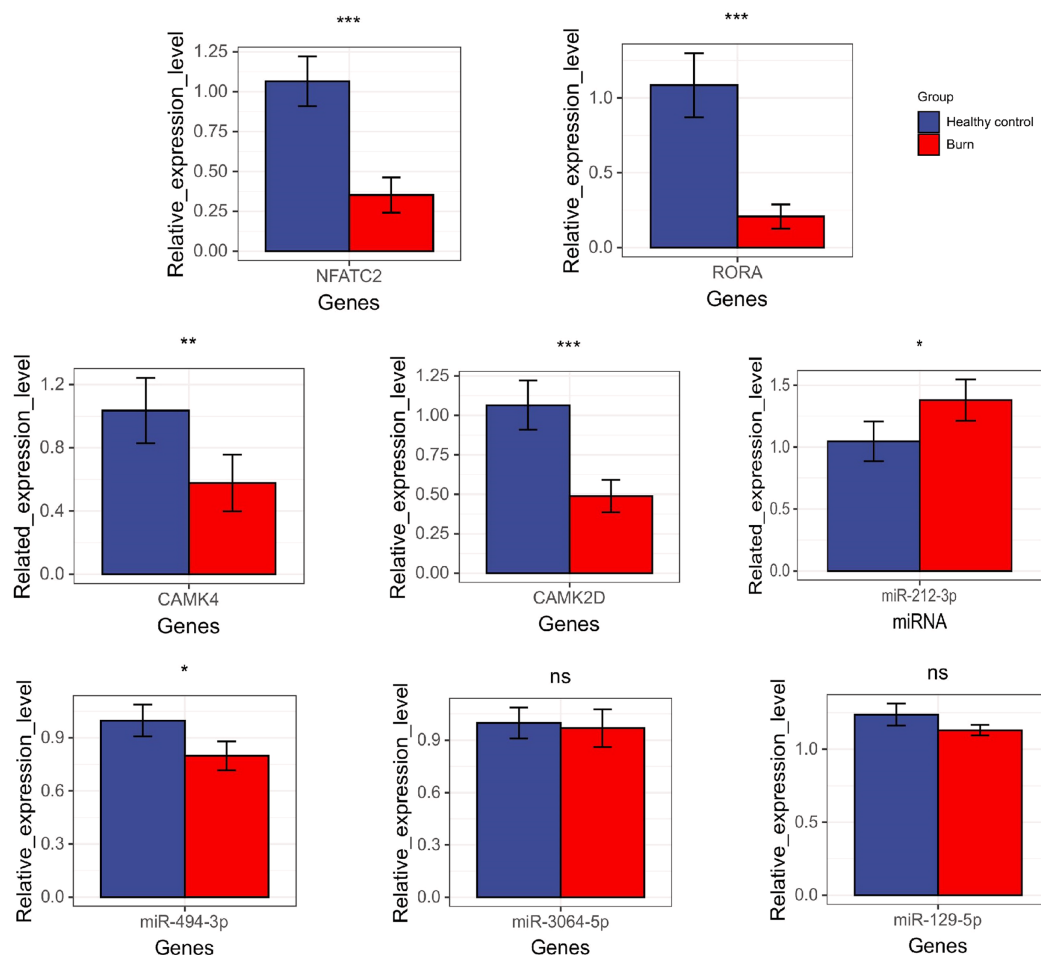 ***
Relative_expression_level
1.25
1.00
0.75
0.50
0.25
0.00
NFATC2
Genes
***
Relative_expression_level
1.0
0.5
0.0
RORA
Genes
Group
Healthy control
Burn
**
Related_expression_level
1.2
0.8
0.4
0.0
CAMK4
Genes
***
Relative_expression_level
1.25
1.00
0.75
0.50
0.25
0.00
CAMK2D
Genes
*
Related_expression_level
1.5
1.0
0.5
0.0
miR-212-3p
miRNA
*
Relative_expression_level
0.9
0.6
0.3
0.0
miR-494-3p
Genes
ns
Relative_expression_level
0.9
0.6
0.3
0.0
miR-3064-5p
Genes
ns
Relative_expression_level
1.0
0.5
0.0
miR-129-5p
Genes